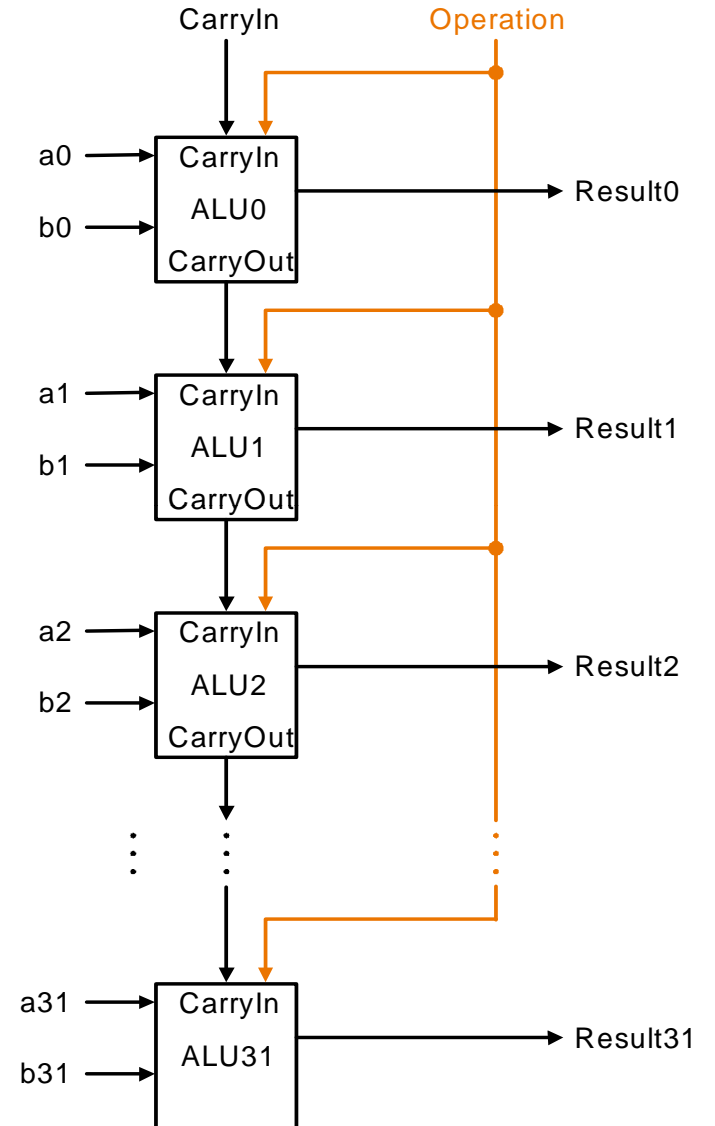 CarryIn Operation
a0
CarryIn
ALU0
Result0
b0
CarryOut
a1
CarryIn
ALU1
Result1
b1
CarryOut
a2
CarryIn
ALU2
Result2
b2
CarryOut
a31
CarryIn
ALU31
Result31
b31